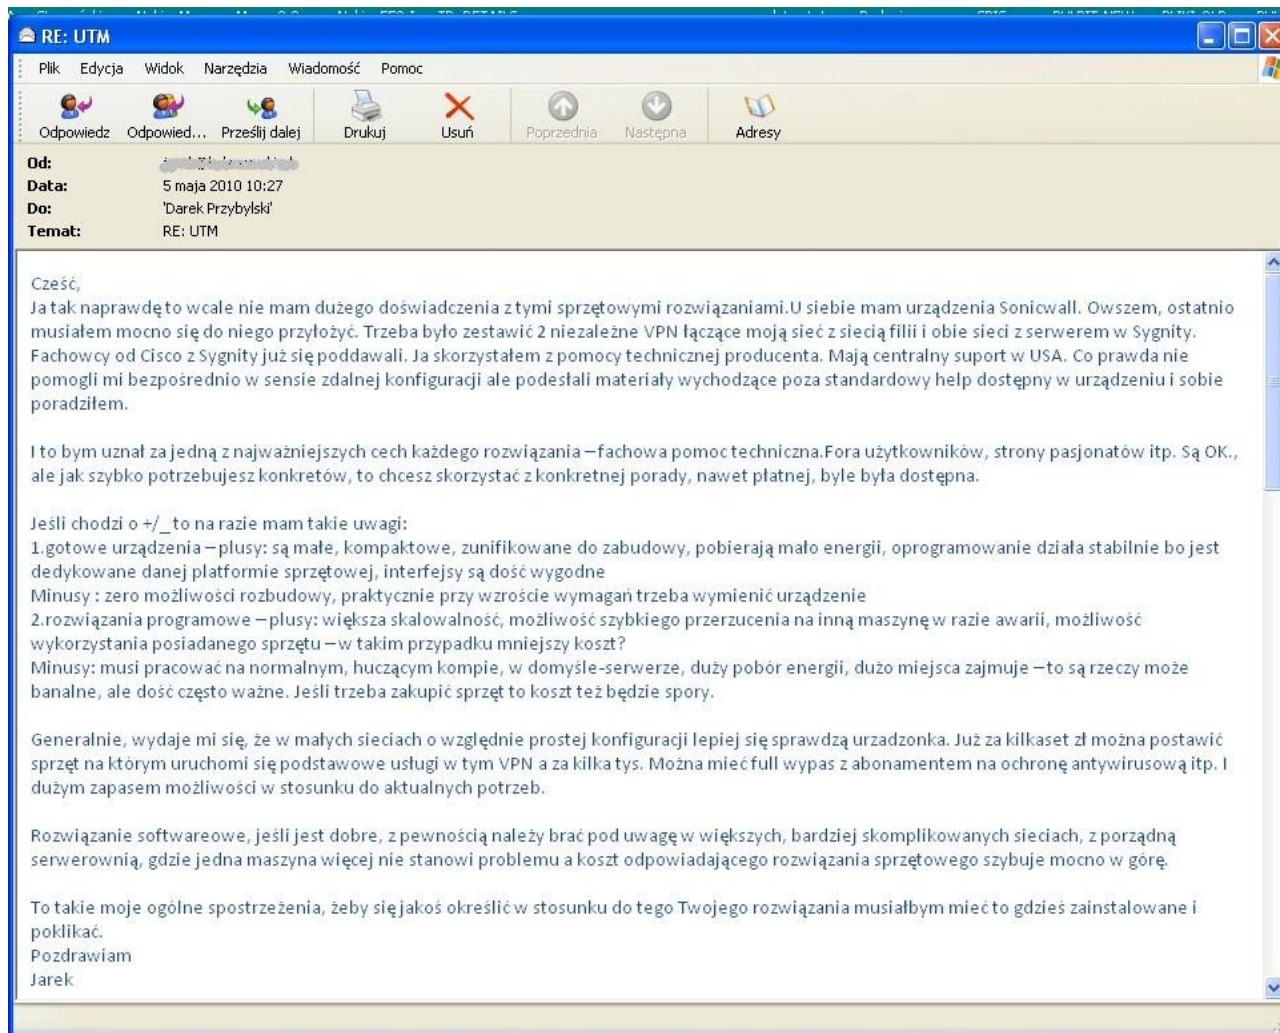 RE: UTM
Plik Edycja Widok Narzędzia Wiadomość Pomoc
Odpowiedz Odpowied... Prześlij dalej Drukuj Usuń Poprzednia Następna Adresy
Od:
Data: 5 maja 2010 10:27
Do: 'Darek Przybylski'
Temat: RE: UTM
Cześć,
Ja tak naprawdę to wcale nie mam dużego doświadczenia z tymi sprzętowymi rozwiązaniami.U siebie mam urządzenia Sonicwall. Owszem, ostatnio
musiałem mocno się do niego przyłożyć. Trzeba było zestawić 2 niezależne VPN łączące moją sieć z siecią filii i obie sieci z serwerem w Sygnity.
Fachowcy od Cisco z Sygnity już się poddawali. Ja skorzystałem z pomocy technicznej producenta. Mają centralny suport w USA. Co prawda nie
pomogli mi bezpośrednio w sensie zdalnej konfiguracji ale podesłali materiały wychodzące poza standardowy help dostępny w urządzeniu i sobie
poradziłem.
I to bym uznał za jedną z najważniejszych cech każdego rozwiązania – fachowa pomoc techniczna.Fora użytkowników, strony pasjonatów itp. Są OK.,
ale jak szybko potrzebujesz konkretów, to chcesz skorzystać z konkretnej porady, nawet płatnej, byle była dostępna.
Jeśli chodzi o +/_ to na razie mam takie uwagi:
1.gotowe urządzenia – plusy: są małe, kompaktowe, zunifikowane do zabudowy, pobierają mało energii, oprogramowanie działa stabilnie bo jest
dedykowane danej platformie sprzętowej, interfejsy są dość wygodne
Minusy : zero możliwości rozbudowy, praktycznie przy wzroście wymagań trzeba wymienić urządzenie
2.rozwiązania programowe – plusy: większa skalowalność, możliwość szybkiego przerzucenia na inną maszynę w razie awarii, możliwość
wykorzystania posiadanego sprzętu – w takim przypadku mniejszy koszt?
Minusy: musi pracować na normalnym, huczącym kompie, w domyśle-serwerze, duży pobór energii, dużo miejsca zajmuje – to są rzeczy może
banalne, ale dość często ważne. Jeśli trzeba zakupić sprzęt to koszt też będzie spory.
Generalnie, wydaje mi się, że w małych sieciach o względnie prostej konfiguracji lepiej się sprawdzą urzadzonka. Już za kilkaset zł można postawić
sprzęt na którym uruchomi się podstawowe usługi w tym VPN a za kilka tys. Można mieć full wypas z abonamentem na ochronę antywirusową itp. I
dużym zapasem możliwości w stosunku do aktualnych potrzeb.
Rozwiązanie softwareowe, jeśli jest dobre, z pewnością należy brać pod uwagę w większych, bardziej skomplikowanych sieciach, z porządną
serwerownią, gdzie jedna maszyna więcej nie stanowi problemu a koszt odpowiadającego rozwiązania sprzętowego szybuje mocno w górę.
To takie moje ogólne spostrzeżenia, żeby się jakoś określić w stosunku do tego Twojego rozwiązania musiałbym mieć to gdzieś zainstalowane i
poklikać.
Pozdrawiam
Jarek